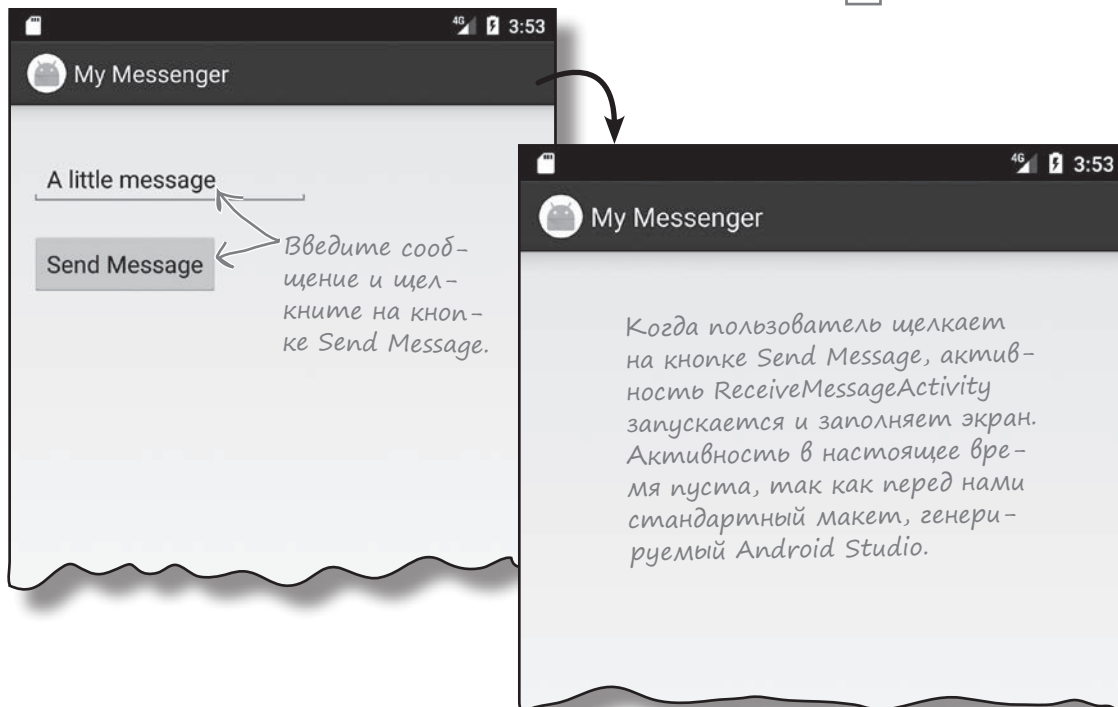 4G 3:53
My Messenger
A little message
Send Message
Введите сооб-
щение и щел-
кните на кноп-
ке Send Message.
4G 3:53
My Messenger
Когда пользователь щелкает
на кнопке Send Message, актив-
ность ReceiveMessageActivity
запускается и заполняет экран.
Активность в настоящее вре-
мя пуста, так как перед нами
стандартный макет, генери-
руемый Android Studio.